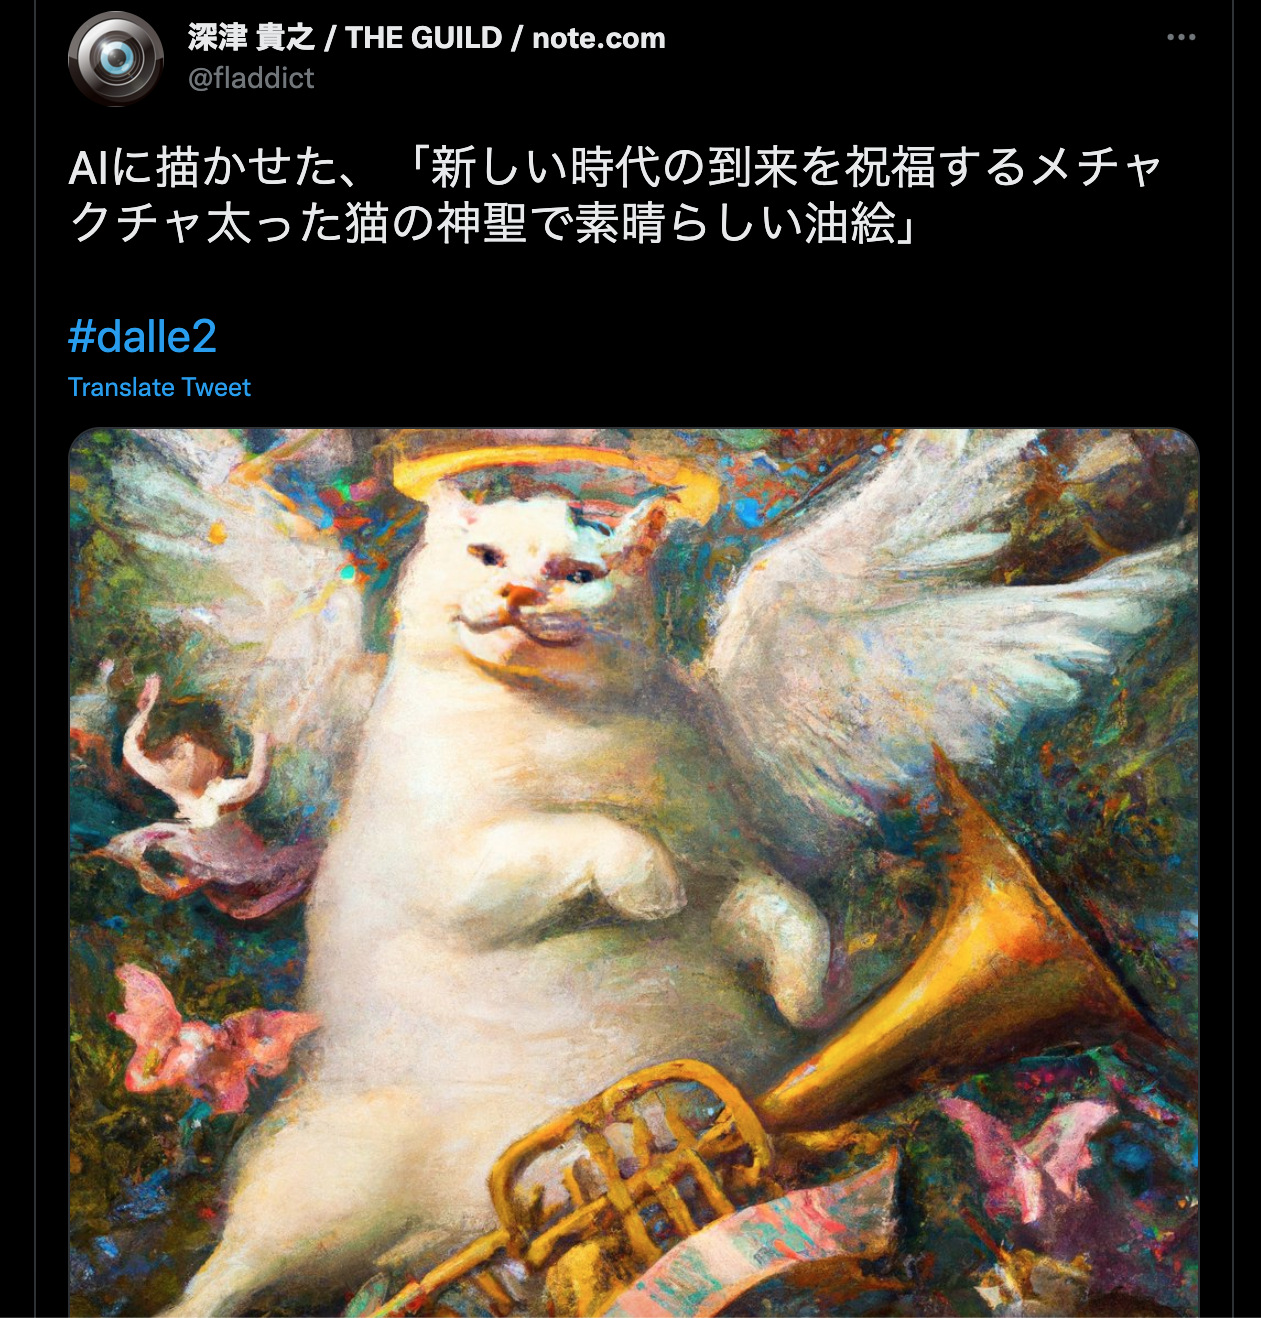 深津 貴之 / THE GUILD / note.com
@fladdict
AIに描かせた、「新しい時代の到来を祝福するメチャ
クチャ太った猫の神聖で素晴らしい油絵」
#dalle2
Translate Tweet